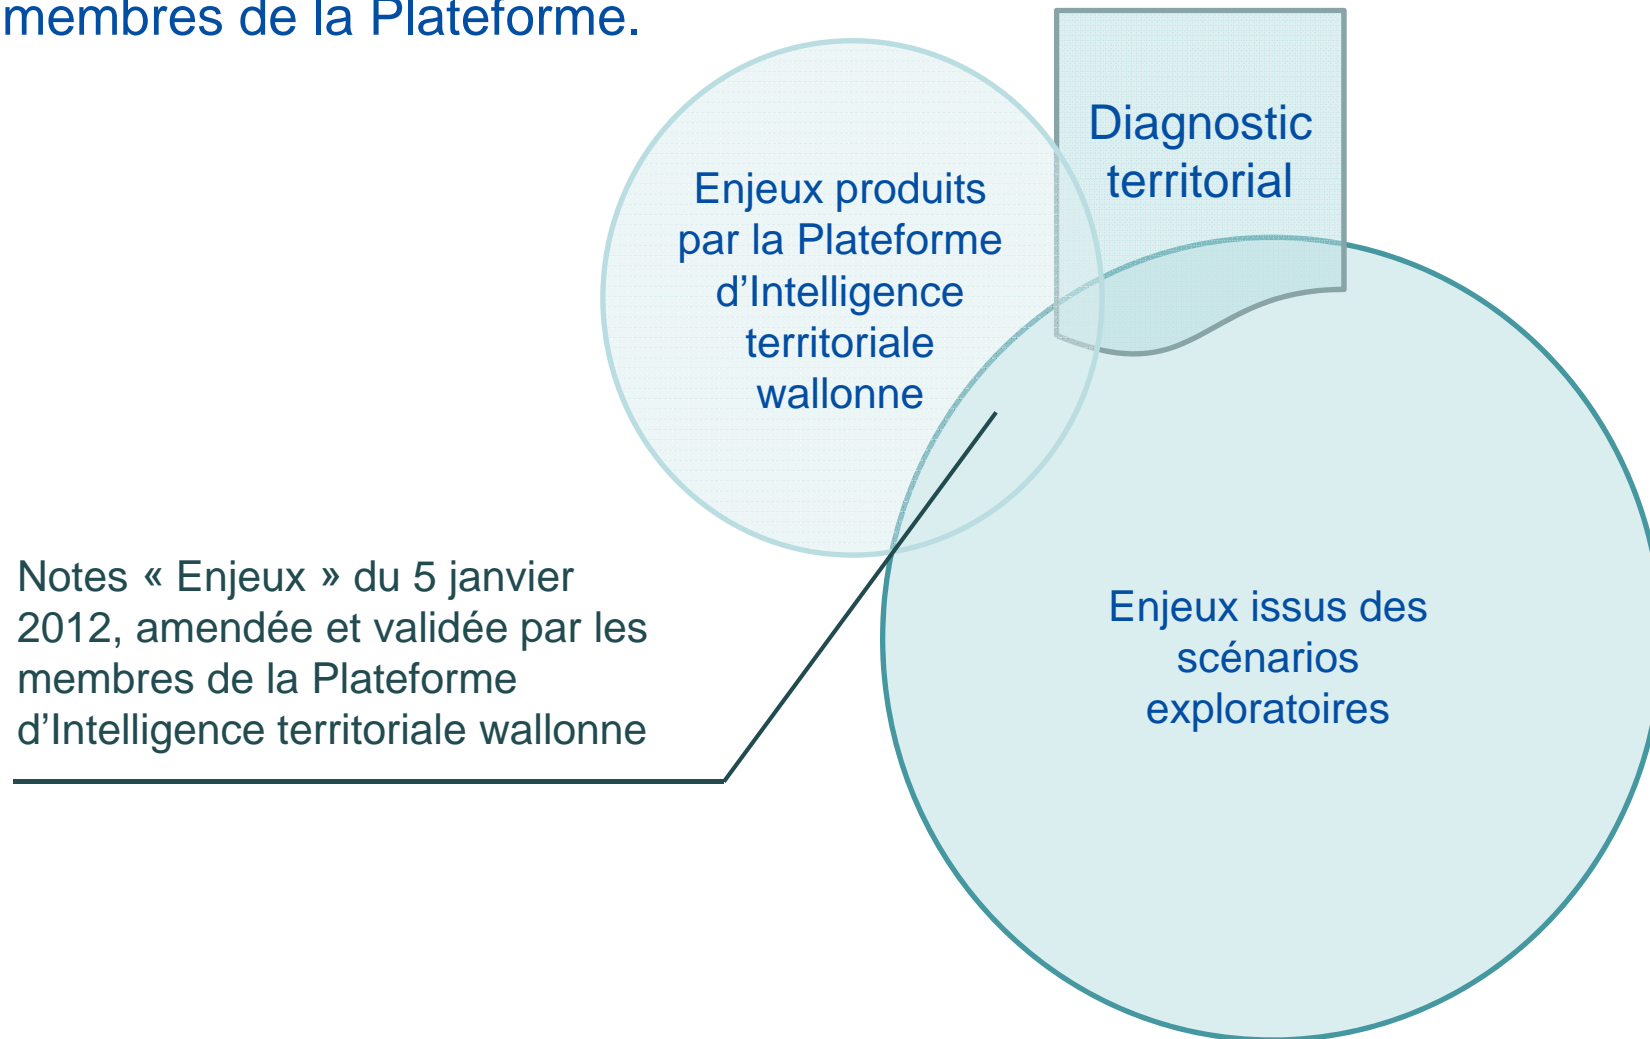 membres de la Plateforme.
Diagnostic
territorial
Enjeux produits
par la Plateforme
d’Intelligence
territoriale
wallonne
Notes « Enjeux » du 5 janvier
2012, amendée et validée par les
membres de la Plateforme
d’Intelligence territoriale wallonne
Enjeux issus des
scénarios
exploratoires